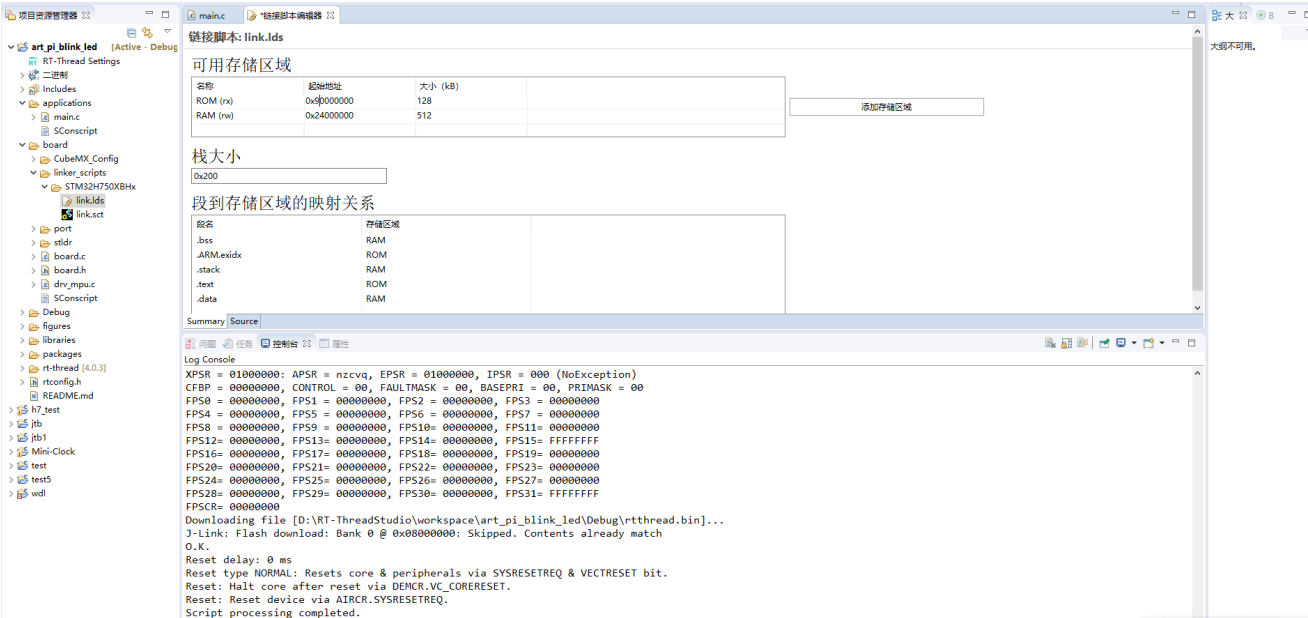 项目资源管理器
art_pi_blink_led [Active - Debug
RT-Thread Settings
二进制
Includes
applications
main.c
SConscript
board
CubeMX_Config
linker_scripts
STM32H750XBHx
link.lds
link.sct
port
stldr
board.c
board.h
drv_mpu.c
SConscript
Debug
figures
libraries
packages
rt-thread [4.0.3]
rtconfig.h
README.md
h7_test
jtb
jtb1
Mini-Clock
test
test5
wdl
main.c *链接脚本编辑器
链接脚本: link.lds
可用存储区域
名称 起始地址 大小 (kB)
ROM (rx) 0x90000000 128
RAM (rw) 0x24000000 512
添加存储区域
栈大小
0x200
段到存储区域的映射关系
段名 存储区域
.bss RAM
.ARM.exidx ROM
.stack RAM
.text ROM
.data RAM
Summary Source
问题 任务 控制台 属性
Log Console
XPSR = 01000000: APSR = nzcvq, EPSR = 01000000, IPSR = 000 (NoException)
CFBP = 00000000, CONTROL = 00, FAULTMASK = 00, BASEPRI = 00, PRIMASK = 00
FPS0 = 00000000, FPS1 = 00000000, FPS2 = 00000000, FPS3 = 00000000
FPS4 = 00000000, FPS5 = 00000000, FPS6 = 00000000, FPS7 = 00000000
FPS8 = 00000000, FPS9 = 00000000, FPS10= 00000000, FPS11= 00000000
FPS12= 00000000, FPS13= 00000000, FPS14= 00000000, FPS15= FFFFFFFF
FPS16= 00000000, FPS17= 00000000, FPS18= 00000000, FPS19= 00000000
FPS20= 00000000, FPS21= 00000000, FPS22= 00000000, FPS23= 00000000
FPS24= 00000000, FPS25= 00000000, FPS26= 00000000, FPS27= 00000000
FPS28= 00000000, FPS29= 00000000, FPS30= 00000000, FPS31= FFFFFFFF
FPSCR= 00000000
Downloading file [D:\RT-ThreadStudio\workspace\art_pi_blink_led\Debug\rtthread.bin]...
J-Link: Flash download: Bank 0 @ 0x08000000: Skipped. Contents already match
O.K.
Reset delay: 0 ms
Reset type NORMAL: Resets core & peripherals via SYSRESETREQ & VECTRESET bit.
Reset: Halt core after reset via DEMCR.VC_CORERESET.
Reset: Reset device via AIRCR.SYSRESETREQ.
Script processing completed.
大 B
大纲不可用。